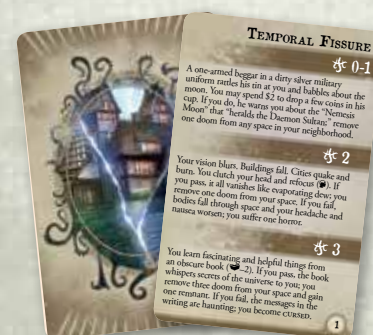 TEMPORAL FISSURE
0-1
A one-armed beggar in a dirty silver military
uniform rattles his tin at you and babbles about the
moon. You may spend $2 to drop a few coins in his
cup. If you do, he warns you about the "Nemesis
Moon" that "heralds the Daemon Sultan;" remove
one doom from any space in your neighborhood.
2
Your vision blurs. Buildings fall. Cities quake and
burn. You clutch your head and refocus ( ). If
you pass, it all vanishes like evaporating dew; you
remove one doom from your space. If you fail,
bodies fall through space and your headache and
nausea worsen; you suffer one horror.
3
You learn fascinating and helpful things from
an obscure book ( -2). If you pass, the book
whispers secrets of the universe to you; you
remove three doom from your space and gain
one remnant. If you fail, the messages in the
writing are haunting; you become CURSED.
1